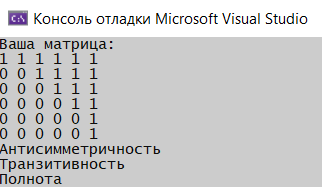 Консоль отладки Microsoft Visual Studio
Ваша матрица:
1 1 1 1 1 1
0 0 1 1 1 1
0 0 0 1 1 1
0 0 0 0 1 1
0 0 0 0 0 1
0 0 0 0 0 1
Антисимметричность
Транзитивность
Полнота